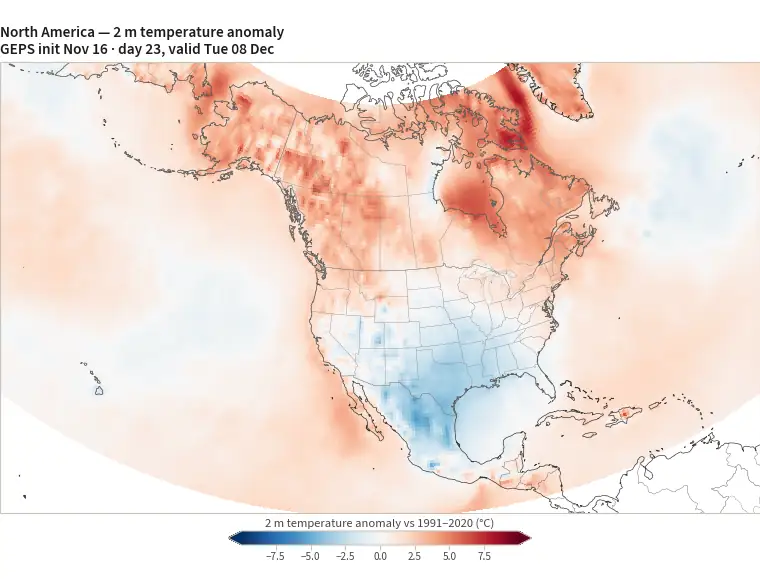 North America — 2 m temperature anomaly
GEPS init Nov 16 · day 23, valid Tue 08 Dec
2 m temperature anomaly vs 1991–2020 (°C)
−7.5 −5.0 −2.5 0.0 2.5 5.0 7.5